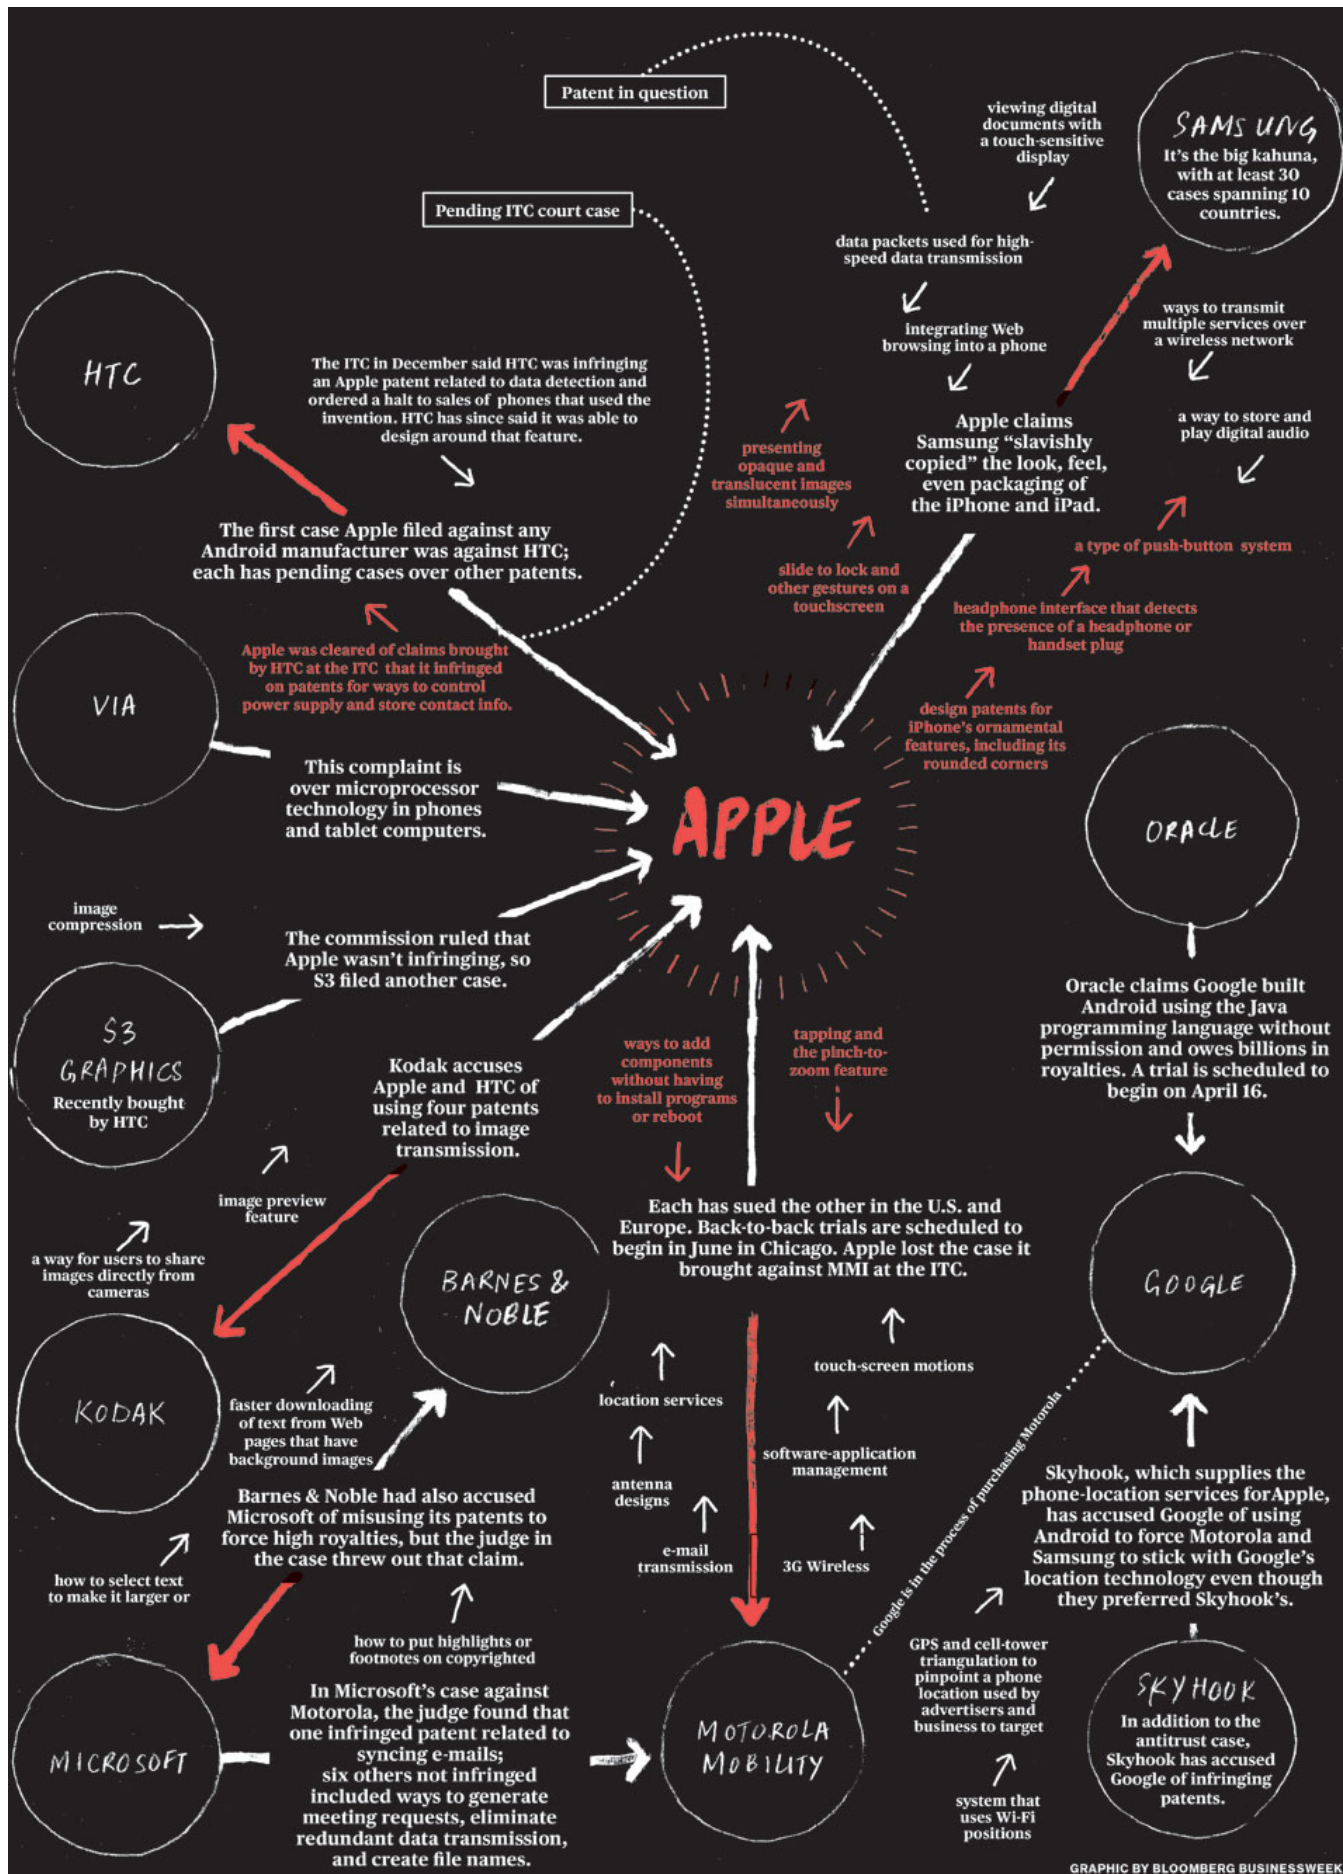 Patent in question
viewing digital
documents with
a touch-sensitive
display
SAMSUNG
It's the big kahuna,
with at least 30
cases spanning 10
countries.
Pending ITC court case
data packets used for high-
speed data transmission
integrating Web
browsing into a phone
ways to transmit
multiple services over
a wireless network
HTC
The ITC in December said HTC was infringing
an Apple patent related to data detection and
ordered a halt to sales of phones that used the
invention. HTC has since said it was able to
design around that feature.
Apple claims
Samsung “slavishly
copied” the look, feel,
even packaging of
the iPhone and iPad.
a way to store and
play digital audio
presenting
opaque and
translucent images
simultaneously
The first case Apple filed against any
Android manufacturer was against HTC;
each has pending cases over other patents.
a type of push-button system
slide to lock and
other gestures on a
touchscreen
headphone interface that detects
the presence of a headphone or
handset plug
Apple was cleared of claims brought
by HTC at the ITC that it infringed
on patents for ways to control
power supply and store contact info.
design patents for
iPhone's ornamental
features, including its
rounded corners
VIA
This complaint is
over microprocessor
technology in phones
and tablet computers.
APPLE
ORACLE
image
compression
The commission ruled that
Apple wasn't infringing, so
S3 filed another case.
Oracle claims Google built
Android using the Java
programming language without
permission and owes billions in
royalties. A trial is scheduled to
begin on April 16.
S3
GRAPHICS
Recently bought
by HTC
Kodak accuses
Apple and HTC of
using four patents
related to image
transmission.
ways to add
components
without having
to install programs
or reboot
tapping and
the pinch-to-
zoom feature
image preview
feature
Each has sued the other in the U.S. and
Europe. Back-to-back trials are scheduled to
begin in June in Chicago. Apple lost the case it
brought against MMI at the ITC.
a way for users to share
images directly from
cameras
BARNES &
NOBLE
GOOGLE
touch-screen motions
location services
KODAK
faster downloading
of text from Web
pages that have
background images
software-application
management
antenna
designs
Google is in the process of purchasing Motorola
Barnes & Noble had also accused
Microsoft of misusing its patents to
force high royalties, but the judge in
the case threw out that claim.
Skyhook, which supplies the
phone-location services forApple,
has accused Google of using
Android to force Motorola and
Samsung to stick with Google's
location technology even though
they preferred Skyhook's.
e-mail
transmission
3G Wireless
how to select text
to make it larger or
how to put highlights or
footnotes on copyrighted
GPS and cell-tower
triangulation to
pinpoint a phone
location used by
advertisers and
business to target
SKYHOOK
In addition to the
antitrust case,
Skyhook has accused
Google of infringing
patents.
MICROSOFT
In Microsoft's case against
Motorola, the judge found that
one infringed patent related to
syncing e-mails;
six others not infringed
included ways to generate
meeting requests, eliminate
redundant data transmission,
and create file names.
MOTOROLA
MOBILITY
system that
uses Wi-Fi
positions
GRAPHIC BY BLOOMBERG BUSINESSWEEK